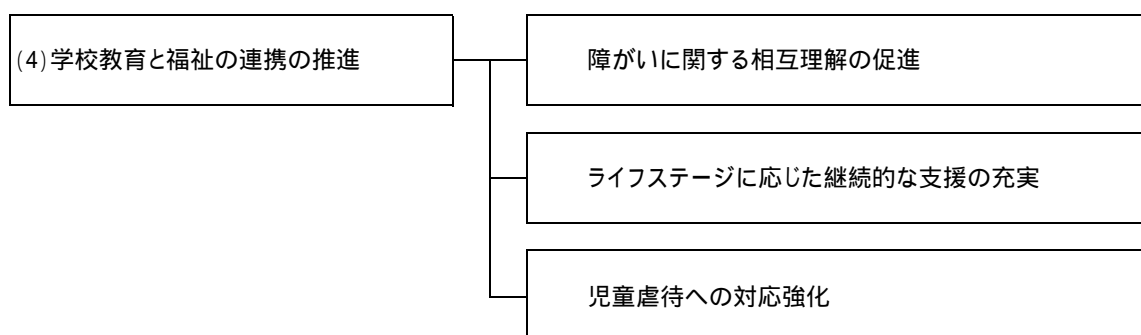 (4)学校教育と福祉の連携の推進
障がいに関する相互理解の促進
ライフステージに応じた継続的な支援の充実
児童虐待への対応強化